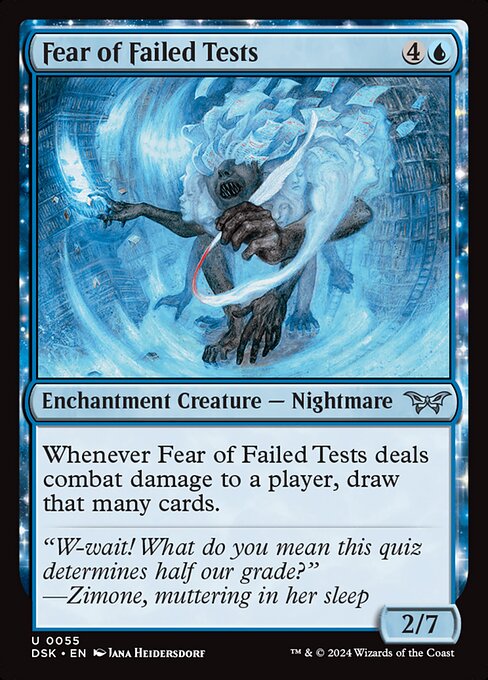 Fear of Failed Tests 4
Enchantment Creature — Nightmare
Whenever Fear of Failed Tests deals
combat damage to a player, draw
that many cards.
“W-wait! What do you mean this quiz
determines half our grade?”
—Zimone, muttering in her sleep
2/7
U 0055
DSK • EN Jana Heidersdorf
™ & © 2024 Wizards of the Coast